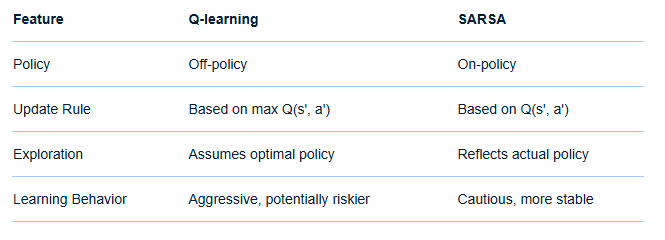 Feature Q-learning SARSA
Policy Off-policy On-policy
Update Rule Based on max Q(s', a') Based on Q(s', a')
Exploration Assumes optimal policy Reflects actual policy
Learning Behavior Aggressive, potentially riskier Cautious, more stable